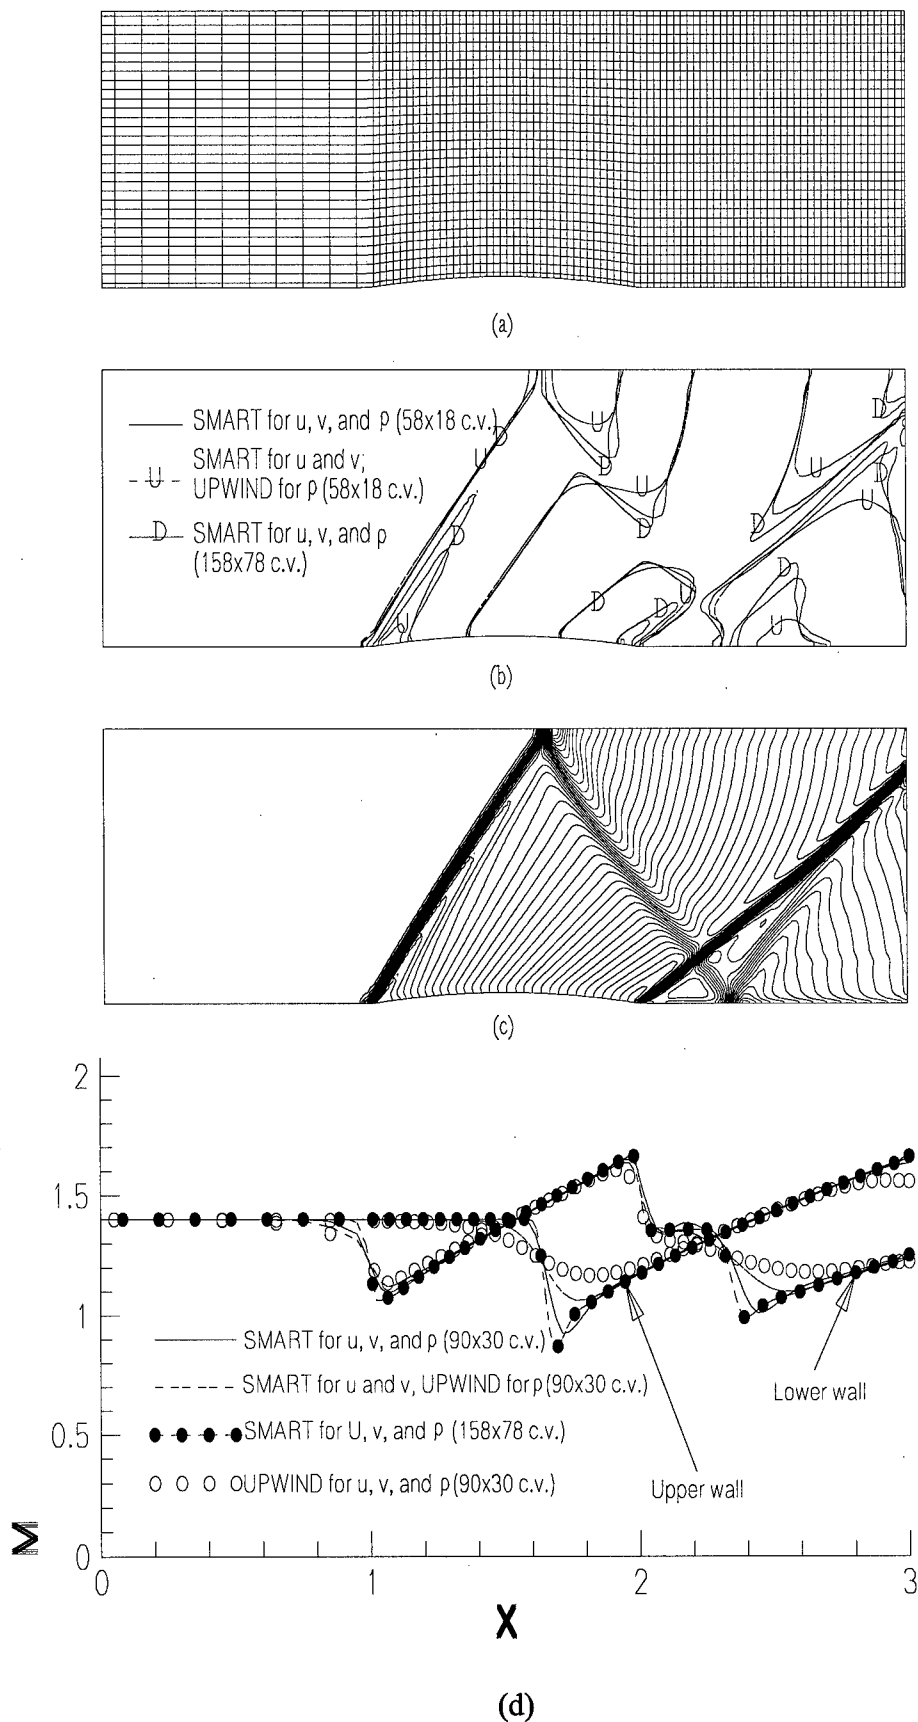 (a)
SMART for u, v, and ρ (58x18 c.v.)
SMART for u and v;
U
UPWIND for ρ (58x18 c.v.)
D
SMART for u, v, and ρ
(158x78 c.v.)
D
U
D
U
U
D
U
D
D
U
D
U
D
D
U
D
U
D
U
(b)
(c)
2
1.5
1
0.5
0
SMART for u, v, and ρ (90x30 c.v.)
SMART for u and v, UPWIND for ρ (90x30 c.v.)
SMART for U, v, and ρ (158x78 c.v.)
UPWIND for u, v, and ρ (90x30 c.v.)
Lower wall
Upper wall
M
0
1
2
3
X
(d)